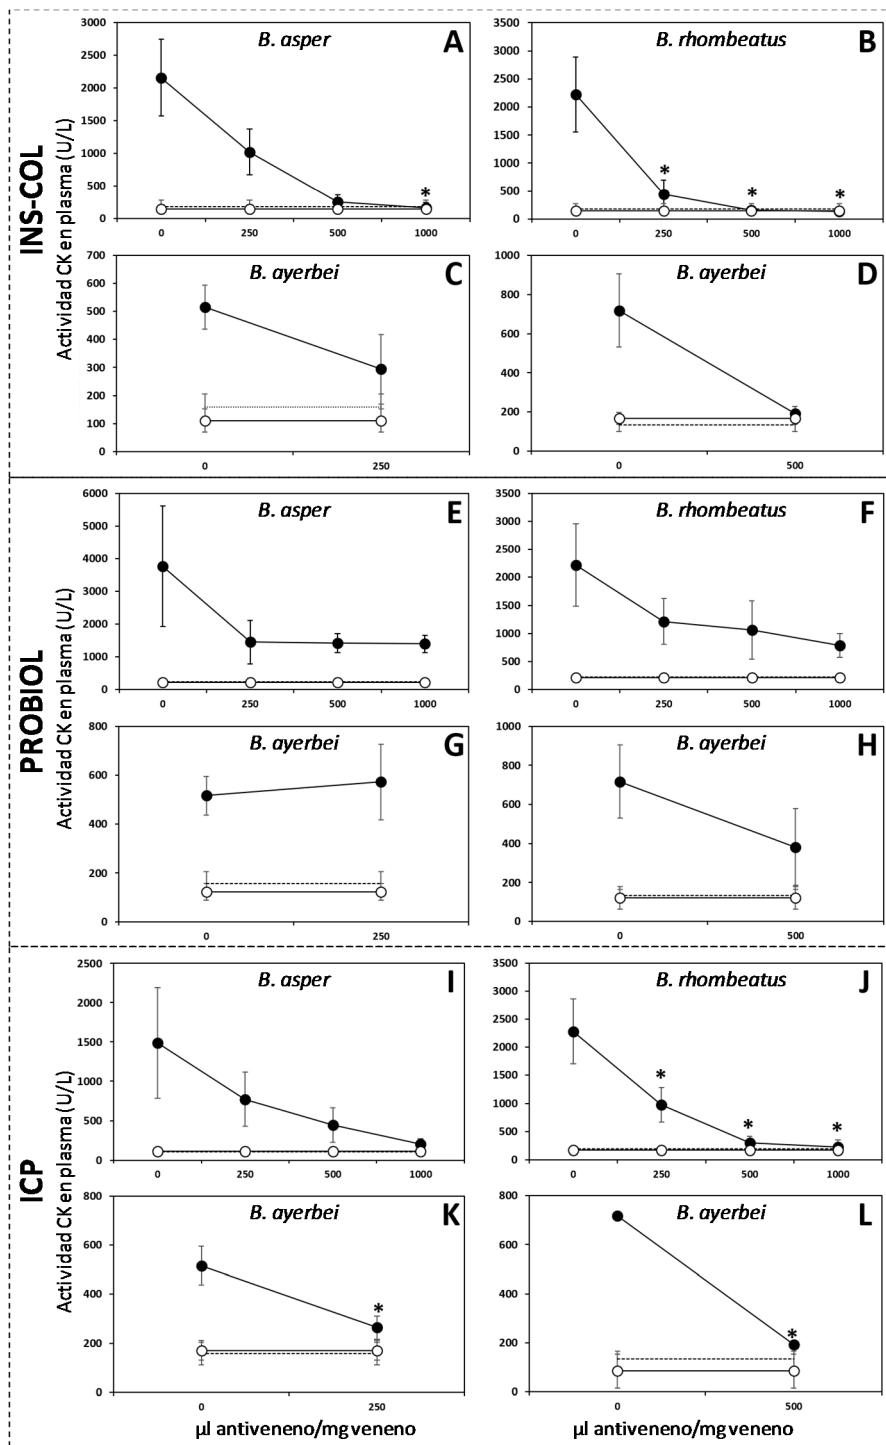 INS-COL
Actividad CK en plasma (U/L)
B. asper
A
3000
2500
2000
1500
1000
500
0
*
0 250 500 1000
B. rhombeatus
B
3500
3000
2500
2000
1500
1000
500
0
* * *
0 250 500 1000
B. ayerbei
C
700
600
500
400
300
200
100
0
0 250
B. ayerbei
D
1000
800
600
400
200
0
0 500
PROBIOL
Actividad CK en plasma (U/L)
B. asper
E
6000
5000
4000
3000
2000
1000
0
0 250 500 1000
B. rhombeatus
F
3500
3000
2500
2000
1500
1000
500
0
0 250 500 1000
B. ayerbei
G
800
600
400
200
0
0 250
B. ayerbei
H
1000
800
600
400
200
0
0 500
ICP
Actividad CK en plasma (U/L)
B. asper
I
2500
2000
1500
1000
500
0
0 250 500 1000
B. rhombeatus
J
3500
3000
2500
2000
1500
1000
500
0
* * *
0 250 500 1000
B. ayerbei
K
800
600
400
200
0
*
0 250
B. ayerbei
L
800
600
400
200
0
*
0 500
µl antiveneno/mg veneno
µl antiveneno/mg veneno